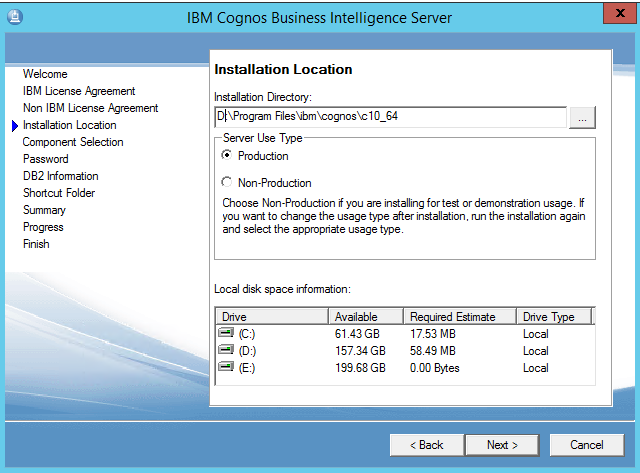 IBM Cognos Business Intelligence Server
x
Welcome
IBM License Agreement
Non IBM License Agreement
Installation Location
Component Selection
Password
DB2 Information
Shortcut Folder
Summary
Progress
Finish
Installation Location
Installation Directory:
D:\Program Files\ibm\cognos\c10_64
...
Server Use Type
Production
Non-Production
Choose Non-Production if you are installing for test or demonstration usage. If
you want to change the usage type after installation, run the installation again
and select the appropriate usage type.
Local disk space information:
Drive Available Required Estimate Drive Type
(C:) 61.43 GB 17.53 MB Local
(D:) 157.34 GB 58.49 MB Local
(E:) 199.68 GB 0.00 Bytes Local
< Back Next > Cancel